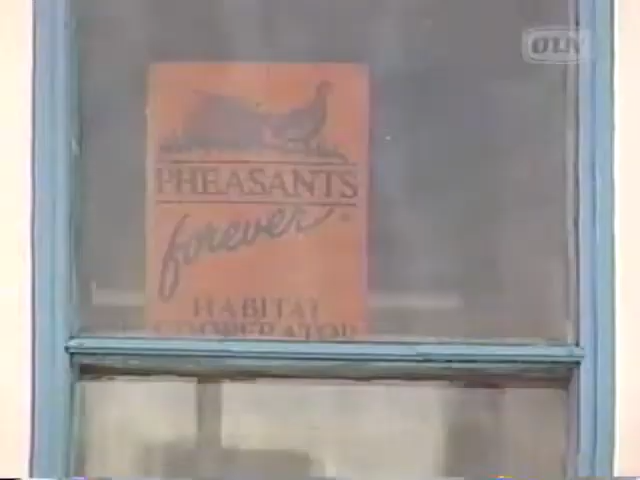 OLN
PHEASANTS
forever
HABITAT
COOPERATOR